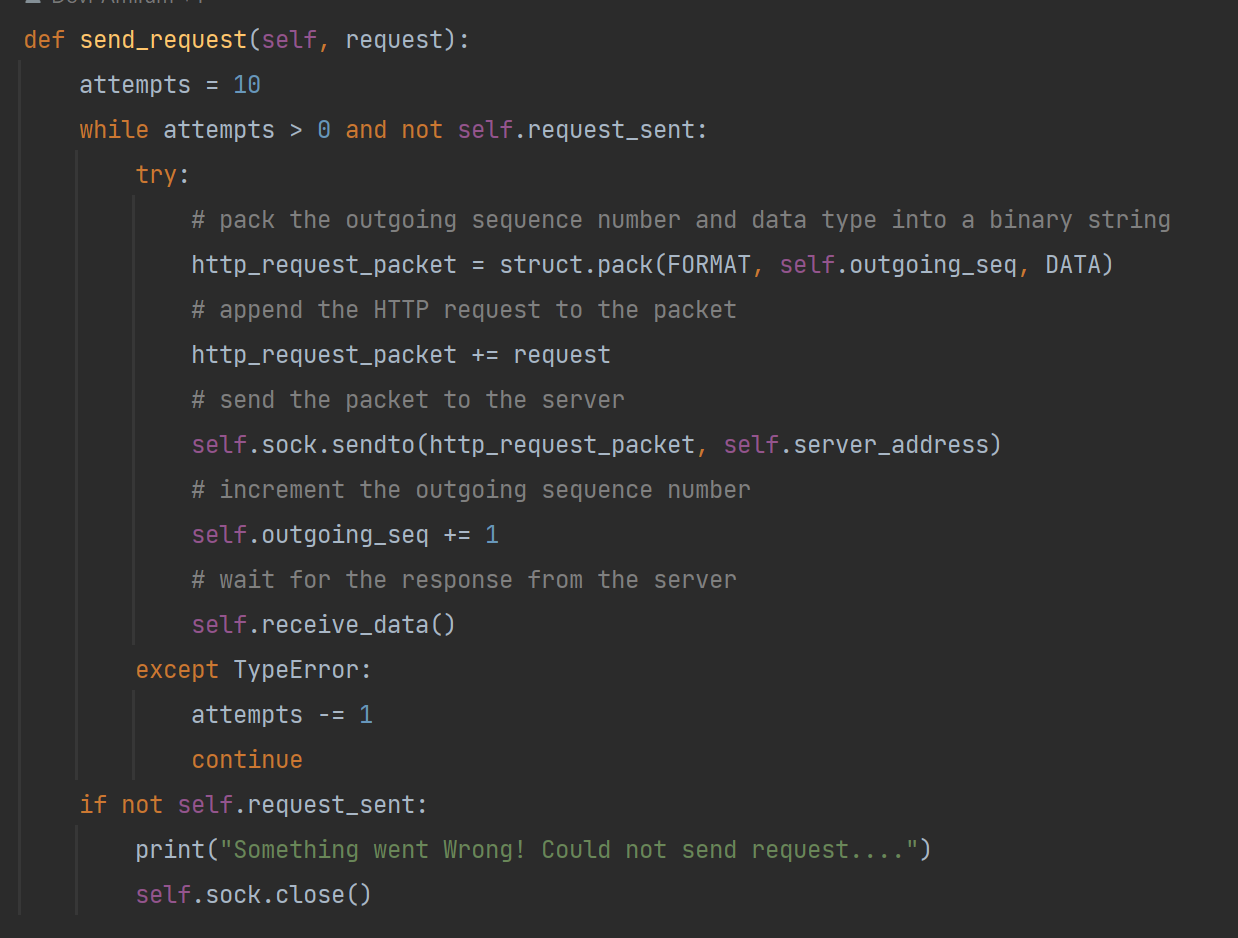 def send_request(self, request):
    attempts = 10
    while attempts > 0 and not self.request_sent:
        try:
            # pack the outgoing sequence number and data type into a binary string
            http_request_packet = struct.pack(FORMAT, self.outgoing_seq, DATA)
            # append the HTTP request to the packet
            http_request_packet += request
            # send the packet to the server
            self.sock.sendto(http_request_packet, self.server_address)
            # increment the outgoing sequence number
            self.outgoing_seq += 1
            # wait for the response from the server
            self.receive_data()
        except TypeError:
            attempts -= 1
            continue
    if not self.request_sent:
        print("Something went Wrong! Could not send request....")
        self.sock.close()